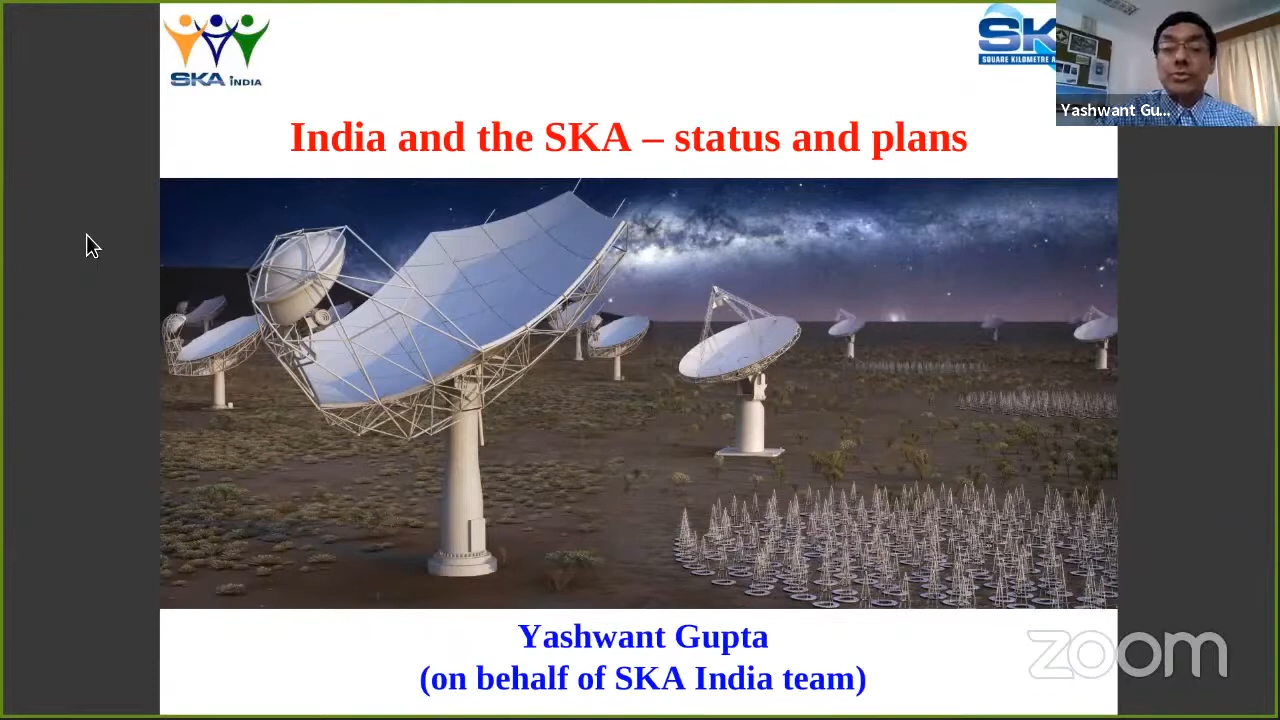 SKA INDIA
SK
SQUARE KILOMETRE A
Yashwant Gu...
India and the SKA – status and plans
Yashwant Gupta
(on behalf of SKA India team)
zoom